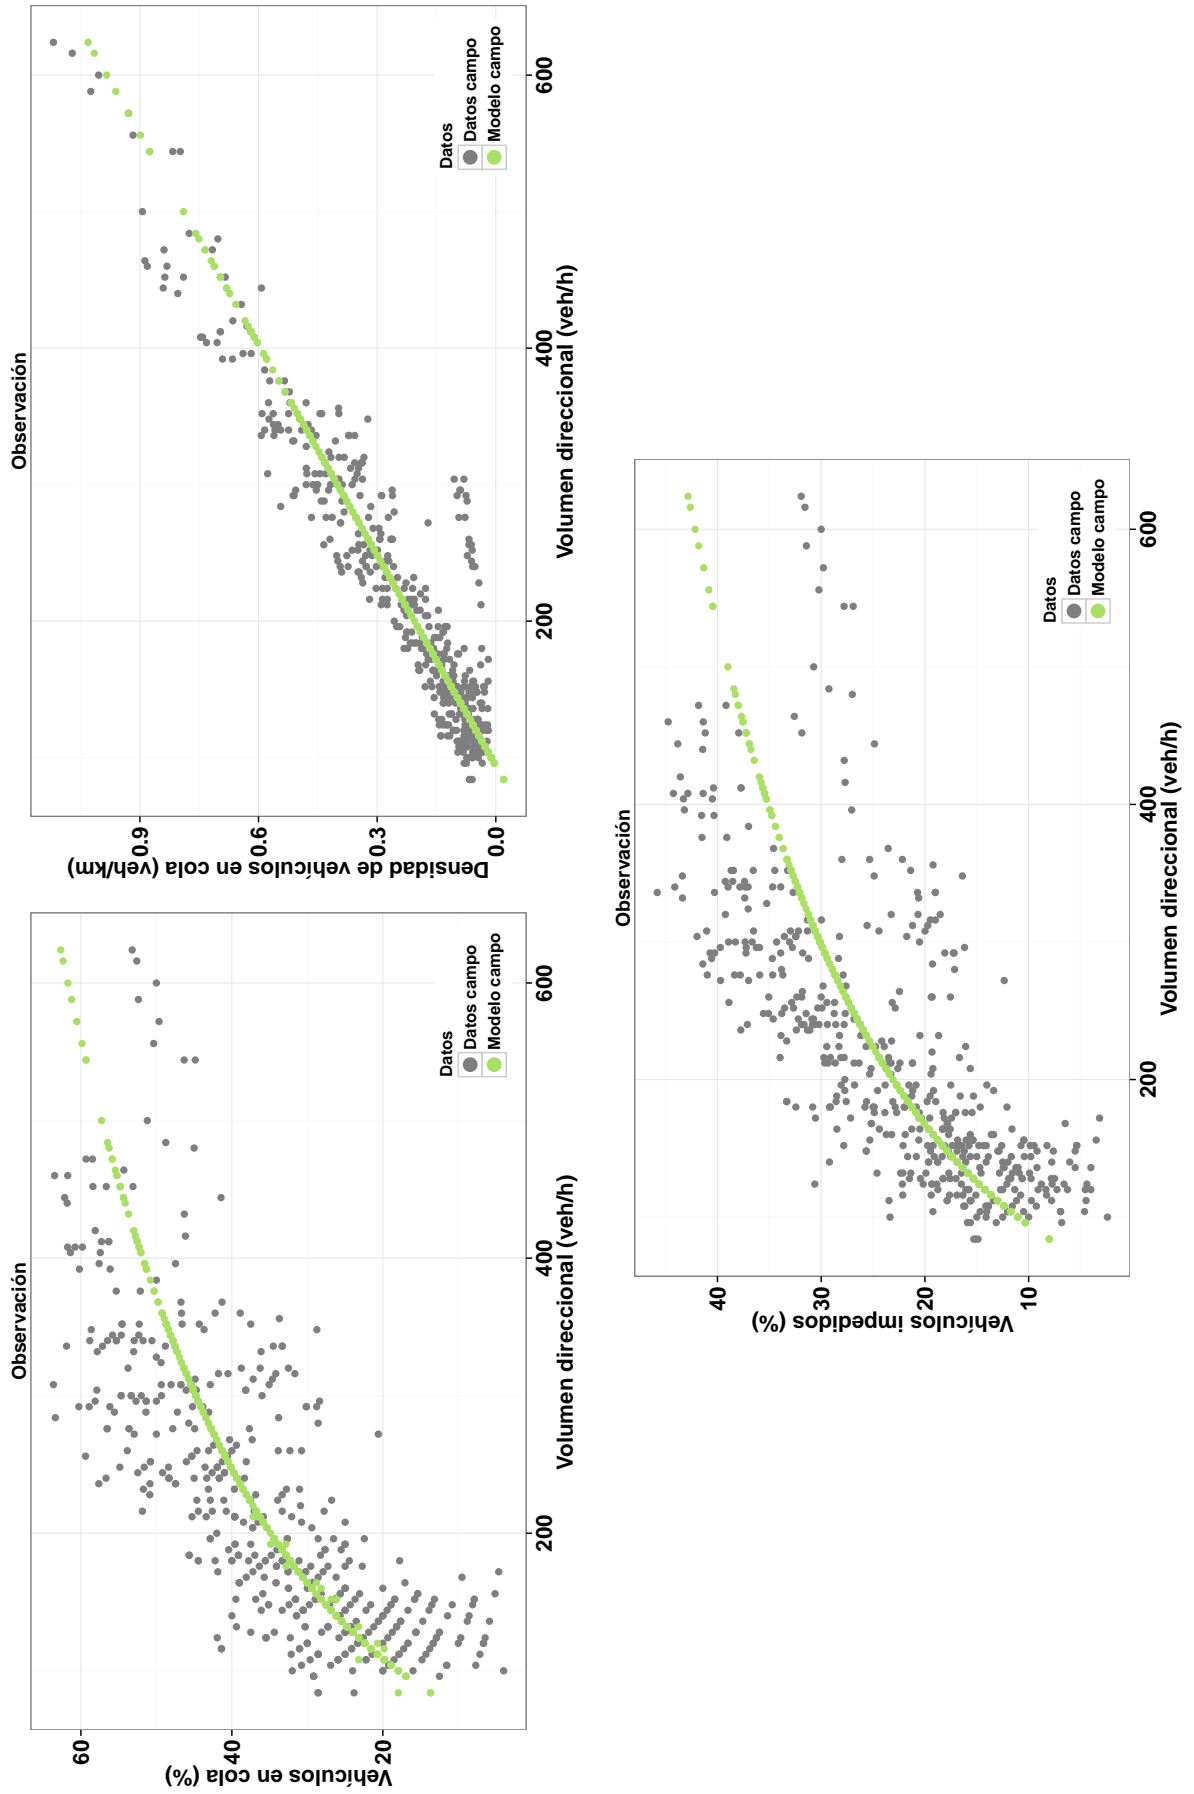 Observación
Vehículos en cola (%)
60
40
20
Datos
Datos campo
Modelo campo
200
400
600
Volumen direccional (veh/h)
Observación
Densidad de vehículos en cola (veh/km)
0.9
0.6
0.3
0.0
Datos
Datos campo
Modelo campo
200
400
600
Volumen direccional (veh/h)
Observación
Vehículos impedidos (%)
40
30
20
10
Datos
Datos campo
Modelo campo
200
400
600
Volumen direccional (veh/h)